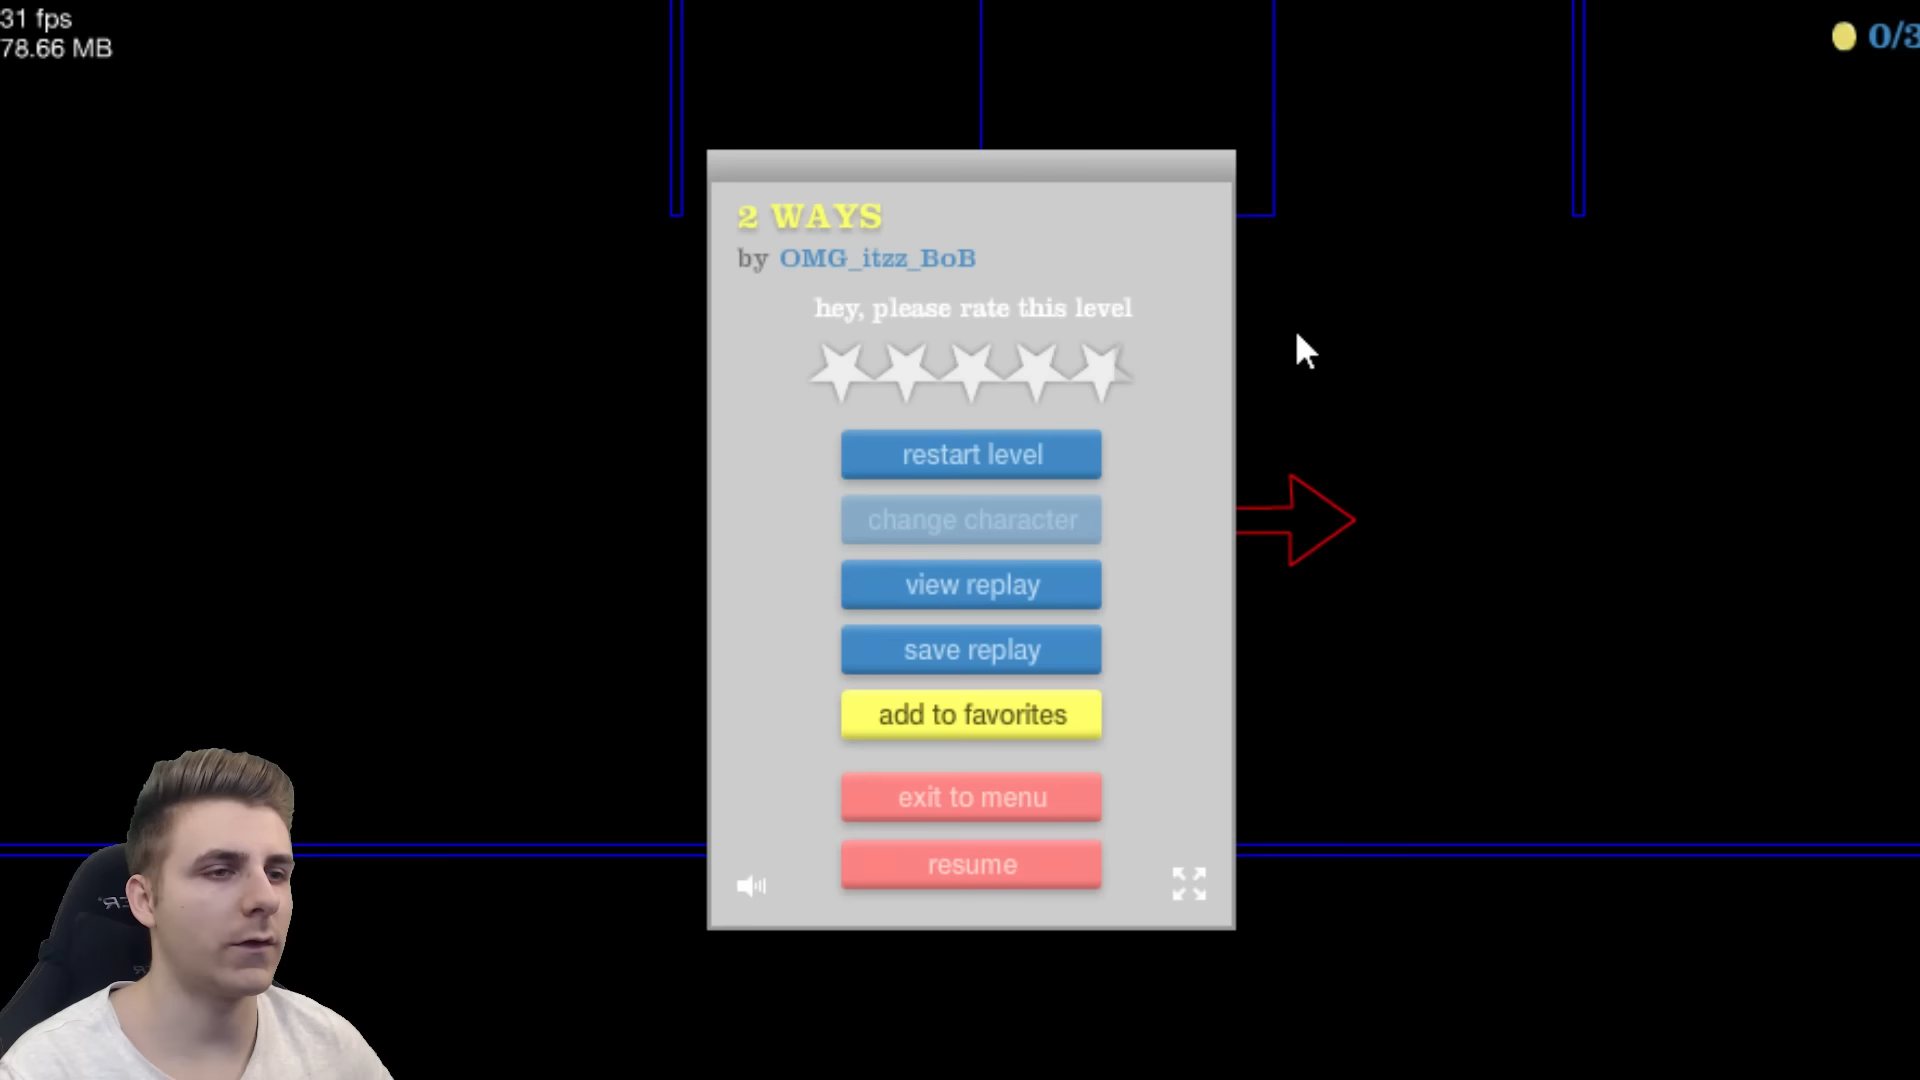 31 fps
78.66 MB
0/3
2 WAYS
by OMG_itzz_BoB
hey, please rate this level
restart level
change character
view replay
save replay
add to favorites
exit to menu
resume